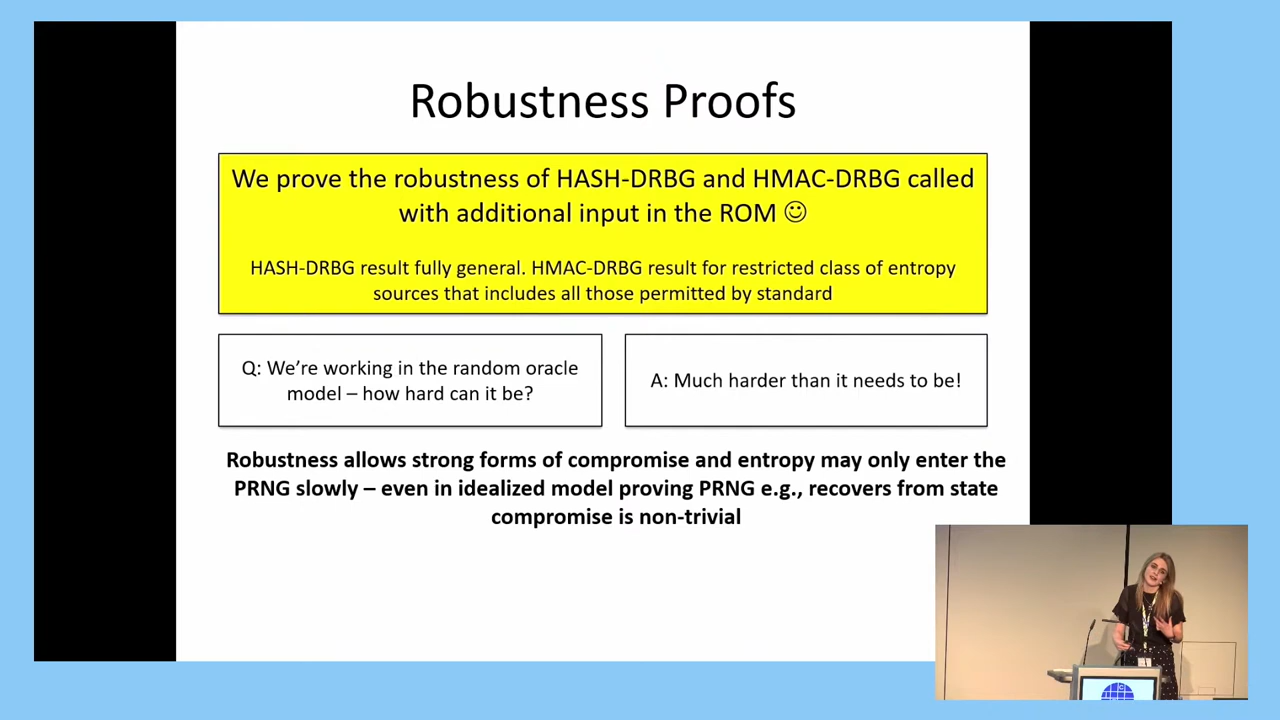 Robustness Proofs
We prove the robustness of HASH-DRBG and HMAC-DRBG called
with additional input in the ROM ☺
HASH-DRBG result fully general. HMAC-DRBG result for restricted class of entropy
sources that includes all those permitted by standard
Q: We're working in the random oracle
model – how hard can it be?
A: Much harder than it needs to be!
Robustness allows strong forms of compromise and entropy may only enter the
PRNG slowly – even in idealized model proving PRNG e.g., recovers from state
compromise is non-trivial